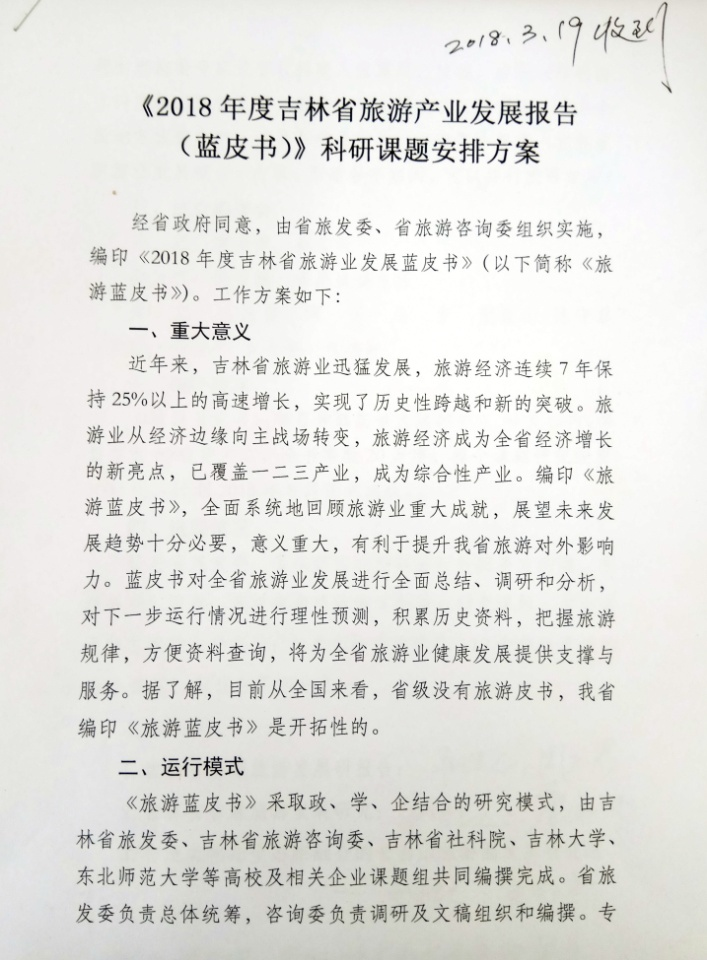 2018.3.19收到
《2018年度吉林省旅游产业发展报告
（蓝皮书）》科研课题安排方案
经省政府同意，由省旅发委、省旅游咨询委组织实施，
编印《2018年度吉林省旅游业发展蓝皮书》（以下简称《旅
游蓝皮书》）。工作方案如下：
一、重大意义
近年来，吉林省旅游业迅猛发展，旅游经济连续7年保
持25%以上的高速增长，实现了历史性跨越和新的突破。旅
游业从经济边缘向主战场转变，旅游经济成为全省经济增长
的新亮点，已覆盖一二三产业，成为综合性产业。编印《旅
游蓝皮书》，全面系统地回顾旅游业重大成就，展望未来发
展趋势十分必要，意义重大，有利于提升我省旅游对外影响
力。蓝皮书对全省旅游业发展进行全面总结、调研和分析，
对下一步运行情况进行理性预测，积累历史资料，把握旅游
规律，方便资料查询，将为全省旅游业健康发展提供支撑与
服务。据了解，目前从全国来看，省级没有旅游皮书，我省
编印《旅游蓝皮书》是开拓性的。
二、运行模式
《旅游蓝皮书》采取政、学、企结合的研究模式，由吉
林省旅发委、吉林省旅游咨询委、吉林省社科院、吉林大学、
东北师范大学等高校及相关企业课题组共同编撰完成。省旅
发委负责总体统筹，咨询委负责调研及文稿组织和编撰。专